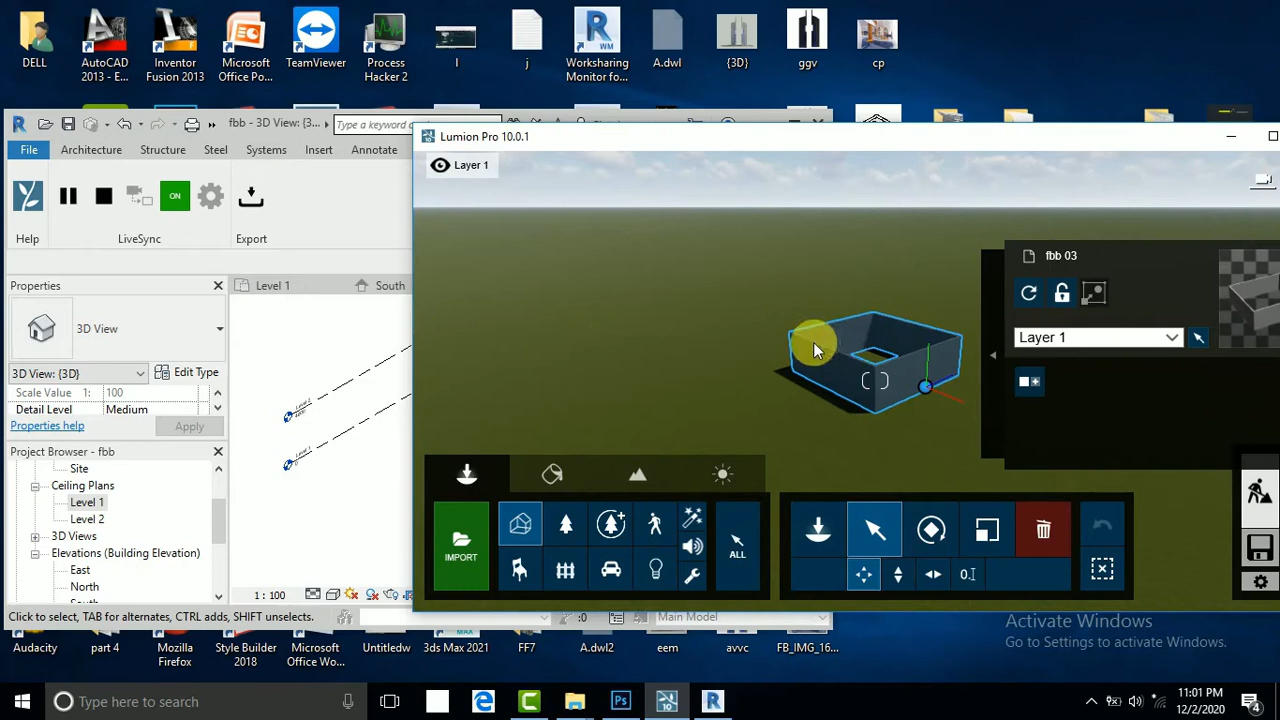 DELL
AutoCAD
2013 - E...
Inventor
Fusion 2013
Microsoft
Office Po...
TeamViewer
Process
Hacker 2
l
j
Worksharing
Monitor fo...
A.dwl
{3D}
ggv
cp
fbb - 3D View: {3...
Type a keyword
File
Architecture
Structure
Steel
Systems
Insert
Annotate
Help
ON
LiveSync
Export
Properties
3D View
3D View: {3D}
Edit Type
Scale Value 1:
100
Detail Level
Medium
Properties help
Apply
Project Browser - fbb
Site
Ceiling Plans
Level 1
Level 2
3D Views
Elevations (Building Elevation)
East
North
Level 1
South
1 : 100
Click to select, TAB for alternates, CTRL adds, SHIFT unselects.
:0
Main Model
Lumion Pro 10.0.1
Layer 1
fbb 03
Layer 1
IMPORT
ALL
Activate Windows
Go to Settings to activate Windows.
Audacity
part 4
Mozilla
Firefox
Style Builder
2018
Microsoft
Office Wo...
Untitledw
3ds Max 2021
FF7
A.dwl2
eem
avvc
FB_IMG_16...
Type here to search
11:01 PM
12/2/2020
4